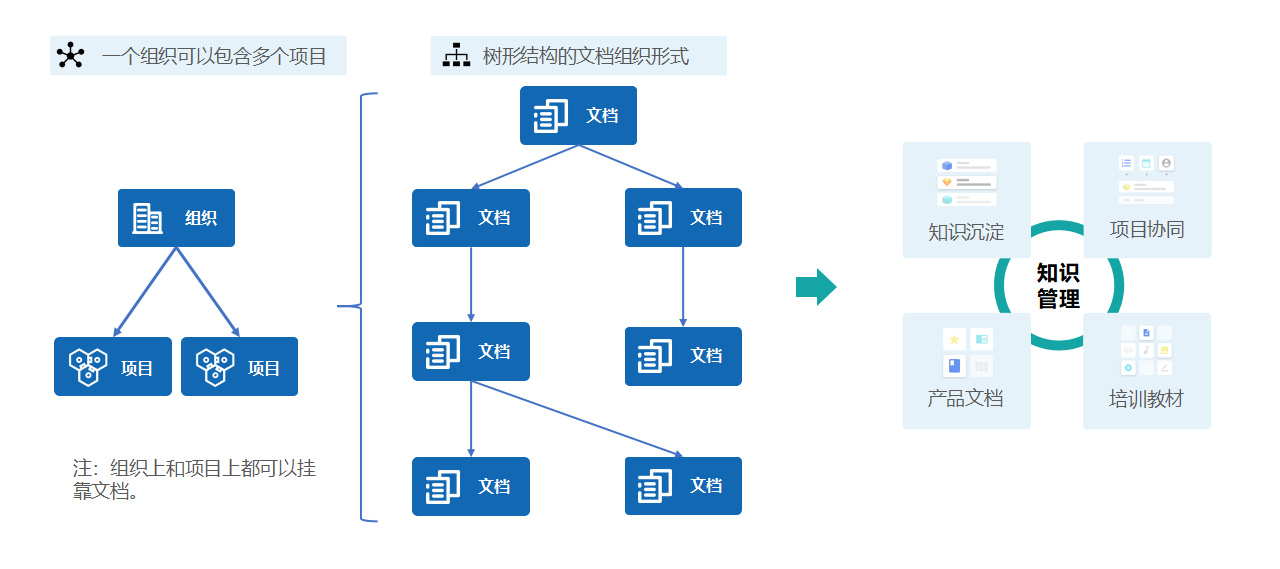 一个组织可以包含多个项目
组织
项目
项目
注：组织上和项目上都可以挂
靠文档。
树形结构的文档组织形式
文档
文档
文档
文档
文档
文档
文档
知识沉淀
项目协同
知识
管理
产品文档
培训教材